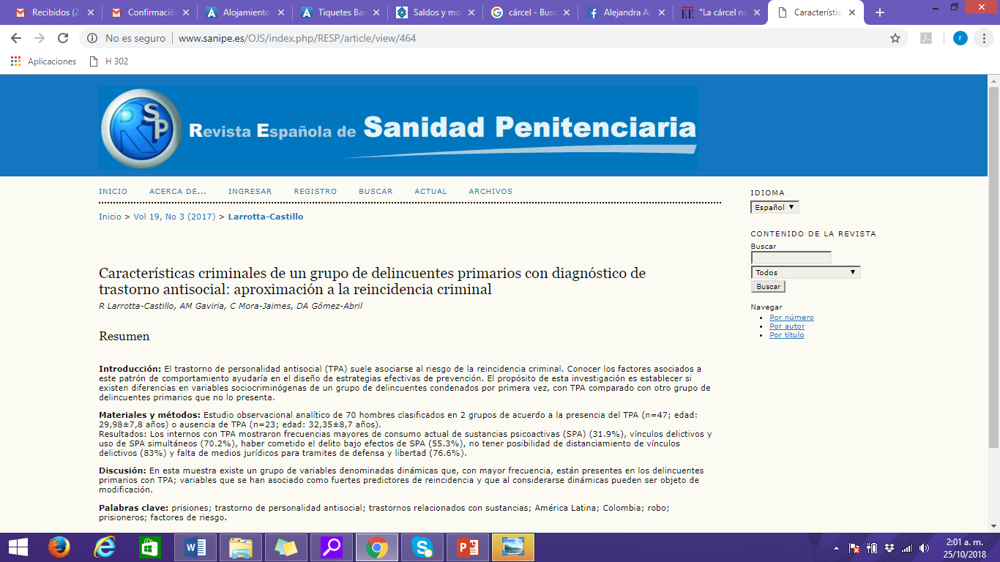 Recibidos (2.
Confirmació
Alojamiento
Tiquetes Bar
Saldos y mo
cárcel - Busc
Alejandra Ar
"La cárcel no
Característic
No es seguro
www.sanipe.es/OJS/index.php/RESP/article/view/464
r
Aplicaciones
H 302
RSP
Revista Española de Sanidad Penitenciaria
INICIO ACERCA DE... INGRESAR REGISTRO BUSCAR ACTUAL ARCHIVOS
Inicio > Vol 19, No 3 (2017) > Larrotta-Castillo
Características criminales de un grupo de delincuentes primarios con diagnóstico de
trastorno antisocial: aproximación a la reincidencia criminal
R Larrotta-Castillo, AM Gaviria, C Mora-Jaimes, DA Gómez-Abril
Resumen
Introducción: El trastorno de personalidad antisocial (TPA) suele asociarse al riesgo de la reincidencia criminal. Conocer los factores asociados a
este patrón de comportamiento ayudaría en el diseño de estrategias efectivas de prevención. El propósito de esta investigación es establecer si
existen diferencias en variables sociocriminógenas de un grupo de delincuentes condenados por primera vez, con TPA comparado con otro grupo de
delincuentes primarios que no lo presenta.
Materiales y métodos: Estudio observacional analítico de 70 hombres clasificados en 2 grupos de acuerdo a la presencia del TPA (n=47; edad:
29,98±7,8 años) o ausencia de TPA (n=23; edad: 32,35±8,7 años).
Resultados: Los internos con TPA mostraron frecuencias mayores de consumo actual de sustancias psicoactivas (SPA) (31.9%), vínculos delictivos y
uso de SPA simultáneos (70.2%), haber cometido el delito bajo efectos de SPA (55.3%), no tener posibilidad de distanciamiento de vínculos
delictivos (83%) y falta de medios jurídicos para tramites de defensa y libertad (76.6%).
Discusión: En esta muestra existe un grupo de variables denominadas dinámicas que, con mayor frecuencia, están presentes en los delincuentes
primarios con TPA; variables que se han asociado como fuertes predictores de reincidencia y que al considerarse dinámicas pueden ser objeto de
modificación.
Palabras clave: prisiones; trastorno de personalidad antisocial; trastornos relacionados con sustancias; América Latina; Colombia; robo;
prisioneros; factores de riesgo.
IDIOMA
Español
CONTENIDO DE LA REVISTA
Buscar
Todos
Buscar
Navegar
Por número
Por autor
Por título
2:01 a. m.
25/10/2018